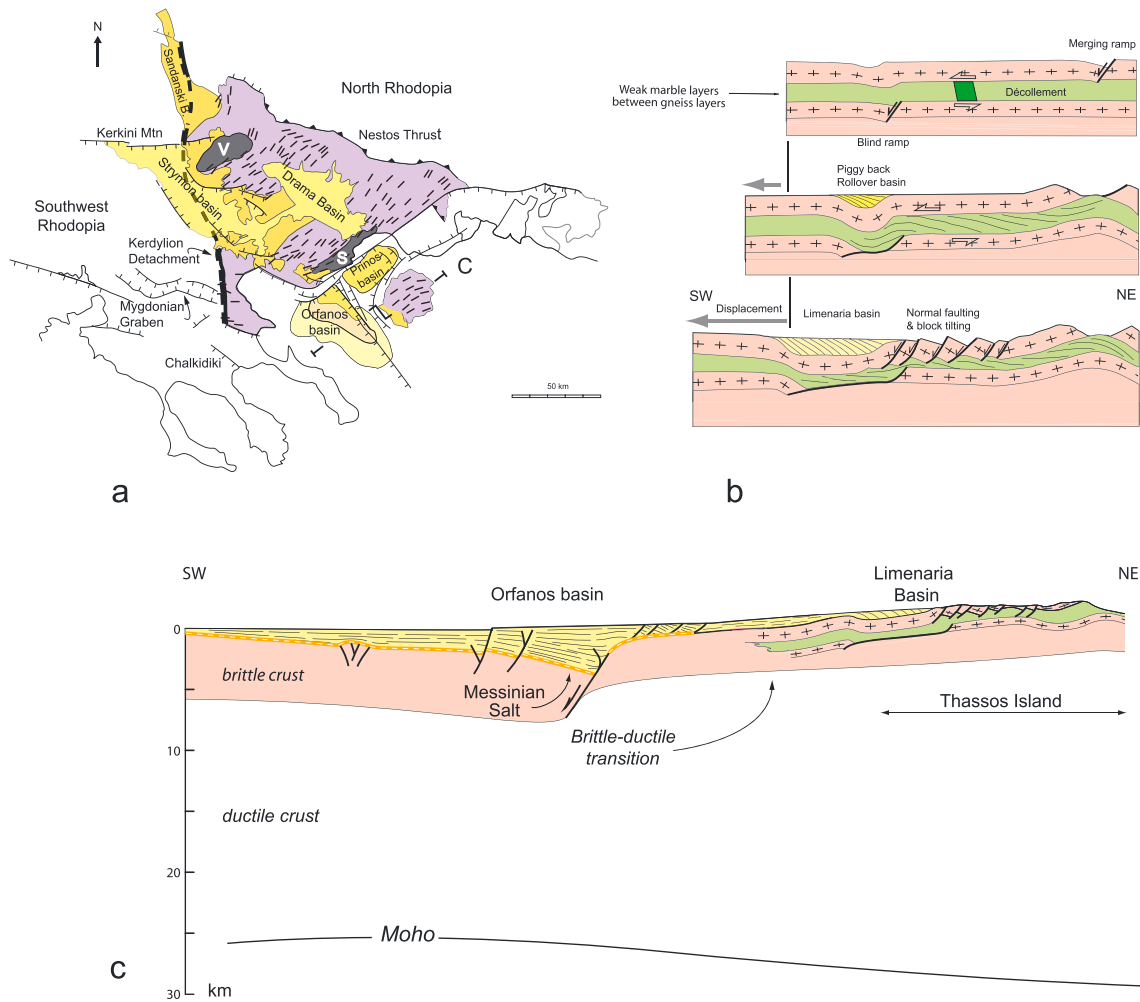 N
Sandanski B.
North Rhodopia
Kerkini Mtn
Nestos Thrust
V
Strymon basin
Drama Basin
Southwest
Rhodopia
Kerdylion
Detachment
S
Prinos
basin
C
Mygdonian
Graben
Orfanos
basin
Chalkidiki
50 km
a
Merging ramp
Weak marble layers
between gneiss layers
Décollement
Blind ramp
Piggy back
Rollover basin
SW
NE
Displacement
Limenaria basin
Normal faulting
& block tilting
b
SW
NE
Orfanos basin
Limenaria
Basin
0
brittle crust
Messinian
Salt
Thassos Island
Brittle-ductile
transition
10
ductile crust
20
Moho
c
30
km